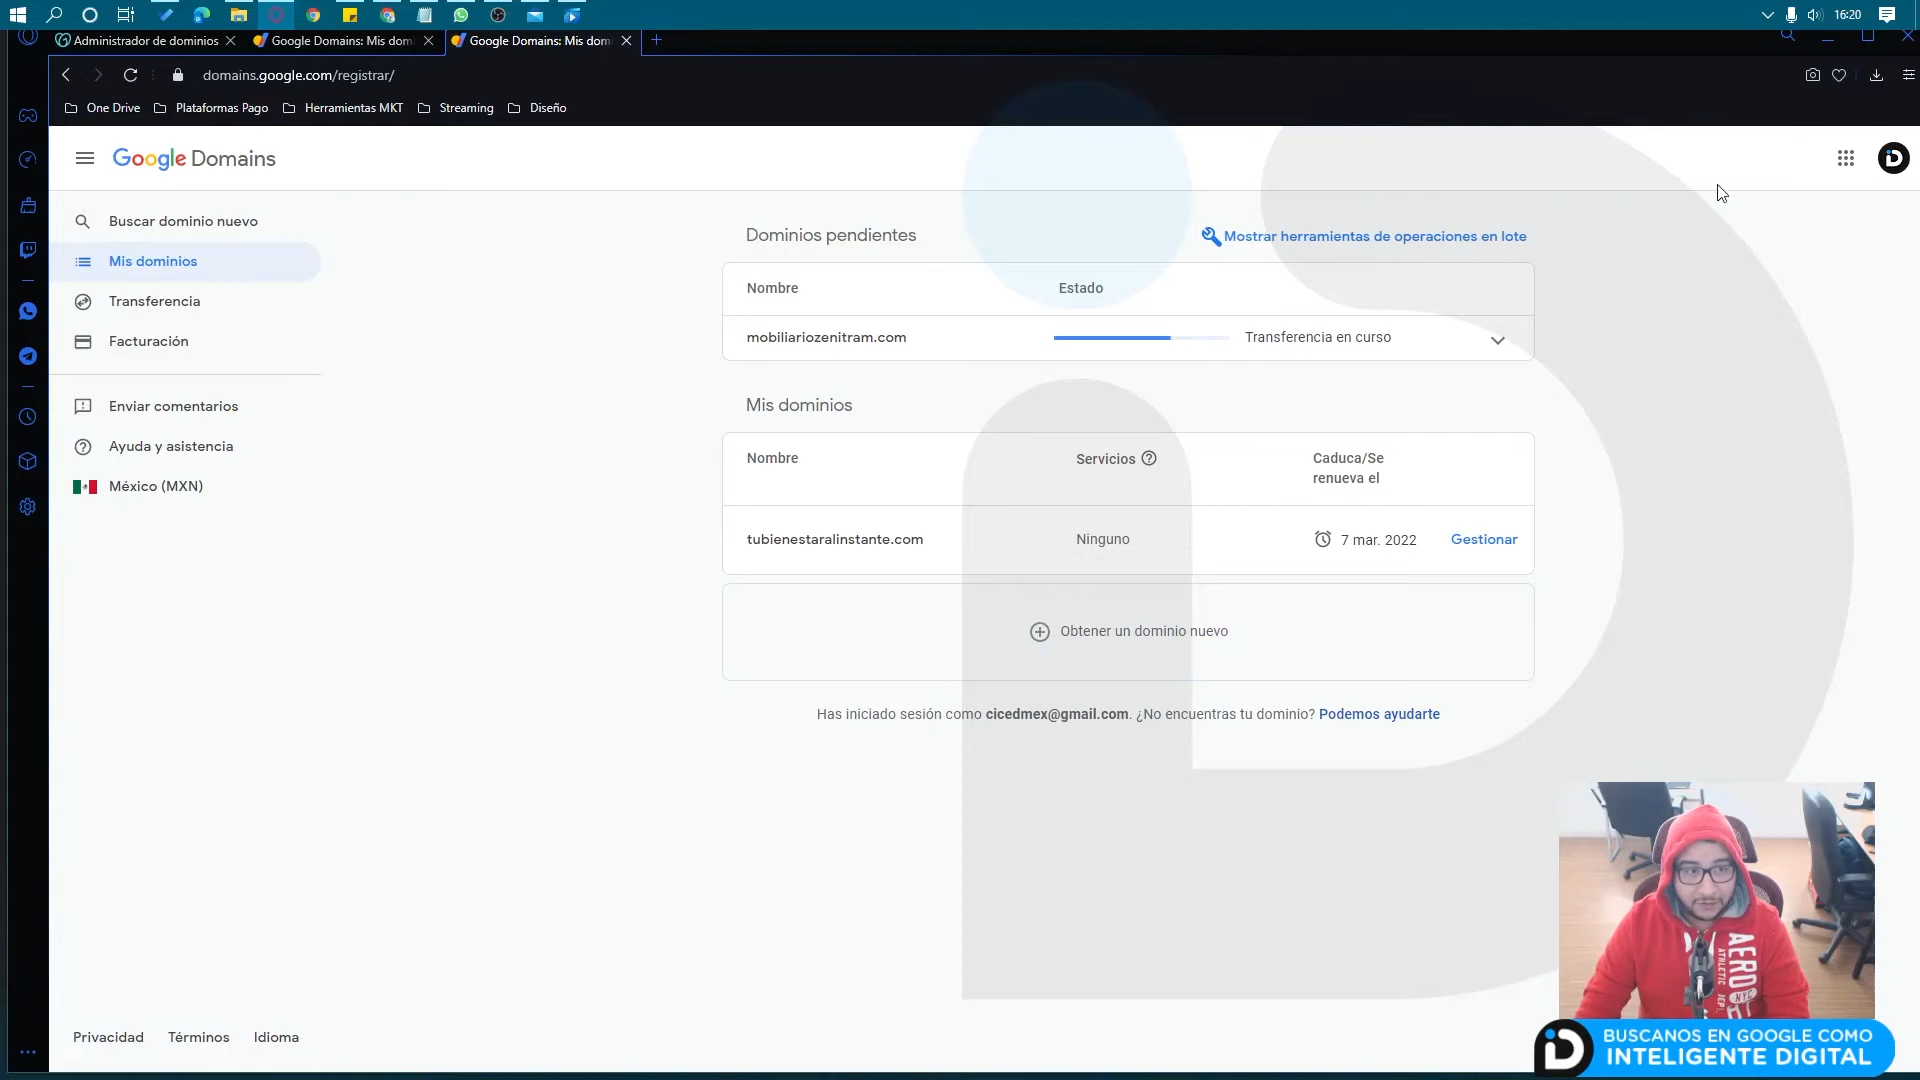 16:20
Administrador de dominios
Google Domains: Mis dom
Google Domains: Mis dom
domains.google.com/registrar/
One Drive
Plataformas Pago
Herramientas MKT
Streaming
Diseño
Google Domains
Buscar dominio nuevo
Mis dominios
Transferencia
Facturación
Enviar comentarios
Ayuda y asistencia
México (MXN)
Dominios pendientes
Mostrar herramientas de operaciones en lote
Nombre
Estado
mobiliariozenitram.com
Transferencia en curso
Mis dominios
Nombre
Servicios
Caduca/Se
renueva el
tubienestaralinstante.com
Ninguno
7 mar. 2022
Gestionar
Obtener un dominio nuevo
Has iniciado sesión como cicedmex@gmail.com. ¿No encuentras tu dominio? Podemos ayudarte
Privacidad
Términos
Idioma
AERO
ATHLETIC DEP.
NYC
BUSCANOS EN GOOGLE COMO
INTELIGENTE DIGITAL